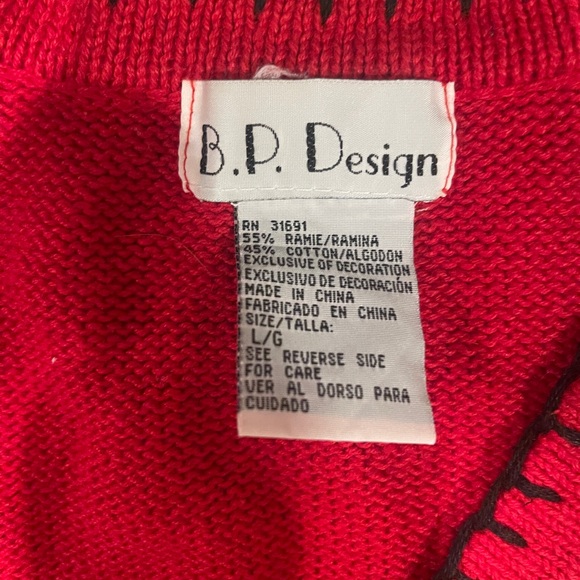 B.P. Design
RN 31691
55% RAMIE/RAMINA
45% COTTON/ALGODON
EXCLUSIVE OF DECORATION
EXCLUSIVO DE DECORACIÓN
MADE IN CHINA
FABRICADO EN CHINA
SIZE/TALLA:
L/G
SEE REVERSE SIDE
FOR CARE
VER AL DORSO PARA
CUIDADO